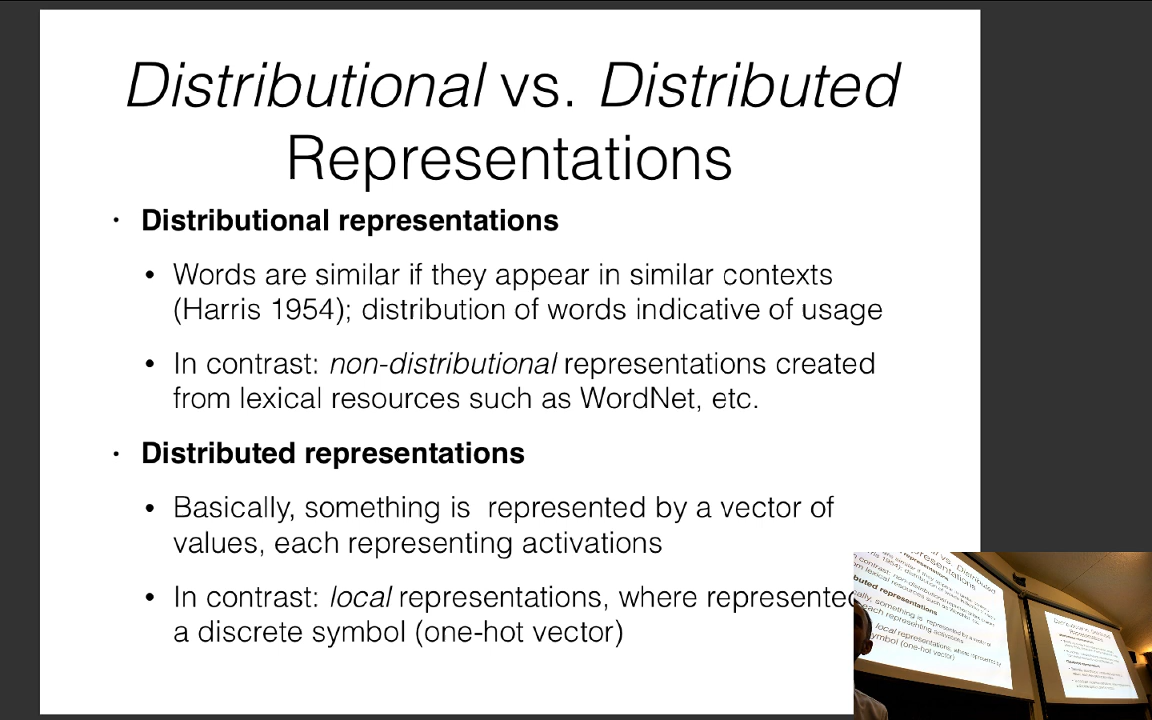 Distributional vs. Distributed
Representations
• Distributional representations
• Words are similar if they appear in similar contexts
(Harris 1954); distribution of words indicative of usage
• In contrast: non-distributional representations created
from lexical resources such as WordNet, etc.
• Distributed representations
• Basically, something is represented by a vector of
values, each representing activations
• In contrast: local representations, where represented
a discrete symbol (one-hot vector)